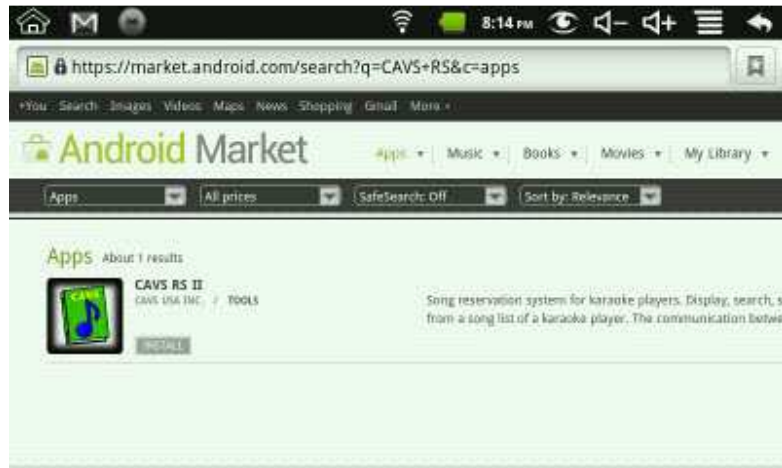 8:14 PM
https://market.android.com/search?q=CAVS+RS&c=apps
+You Search Images Videos Maps News Shopping Gmail More
Android Market Apps Music Books Movies My Library
Apps All prices SafeSearch: Off Sort by: Relevance
Apps About 1 results
CAVS RS II
CAVS USA INC. / TOOLS
Song reservation system for karaoke players. Display, search, s
from a song list of a karaoke player. The communication betwe
CAVS
INSTALL